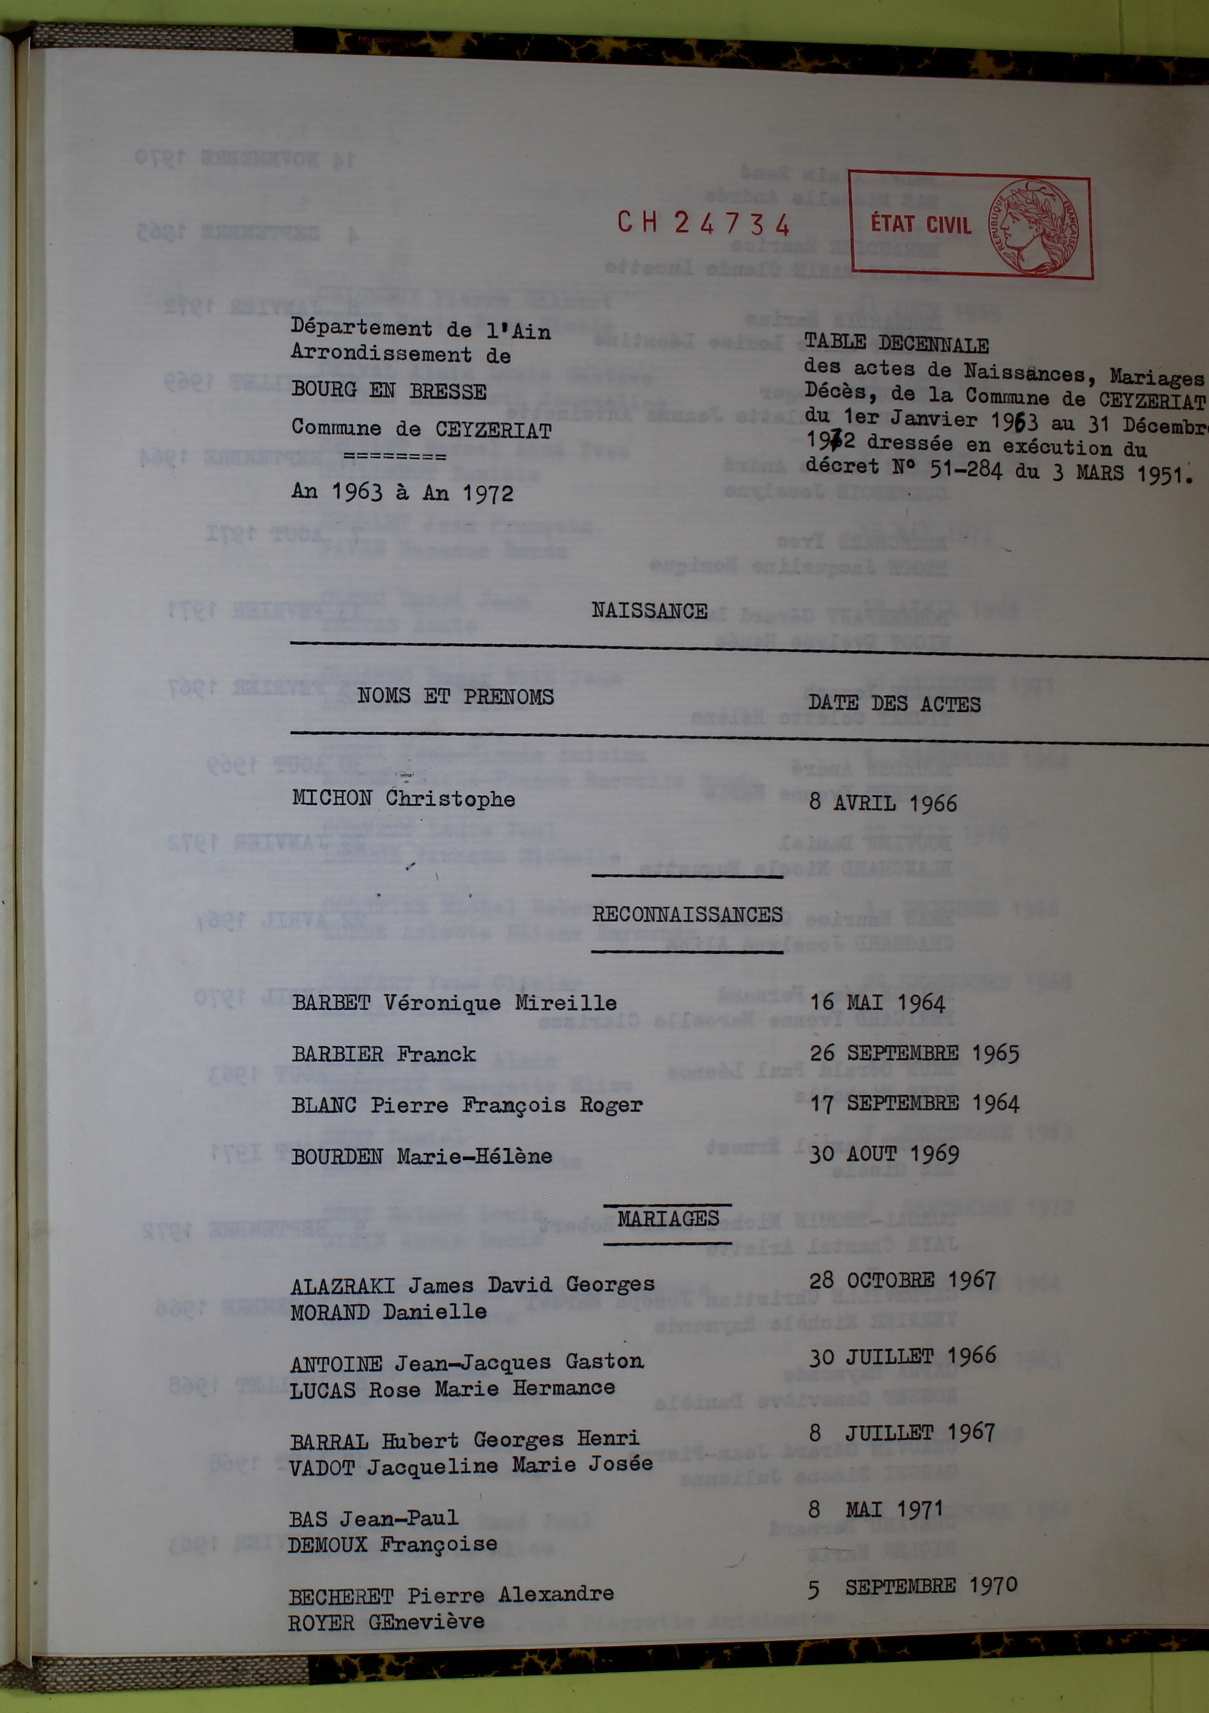 CH24734
ÉTAT CIVIL
RÉPUBLIQUE FRANÇAISE
Département de l'Ain
Arrondissement de
BOURG EN BRESSE
Commune de CEYZERIAT
========
An 1963 à An 1972
TABLE DECENNALE
des actes de Naissances, Mariages
Décès, de la Commune de CEYZERIAT
du 1er Janvier 1963 au 31 Décembr
1972 dressée en exécution du
décret N° 51-284 du 3 MARS 1951.
NAISSANCE
NOMS ET PRENOMS DATE DES ACTES
MICHON Christophe 8 AVRIL 1966
RECONNAISSANCES
BARBET Véronique Mireille 16 MAI 1964
BARBIER Franck 26 SEPTEMBRE 1965
BLANC Pierre François Roger 17 SEPTEMBRE 1964
BOURDEN Marie-Hélène 30 AOUT 1969
MARIAGES
ALAZRAKI James David Georges 28 OCTOBRE 1967
MORAND Danielle
ANTOINE Jean-Jacques Gaston 30 JUILLET 1966
LUCAS Rose Marie Hermance
BARRAL Hubert Georges Henri 8 JUILLET 1967
VADOT Jacqueline Marie Josée
BAS Jean-Paul 8 MAI 1971
DEMOUX Françoise
BECHERET Pierre Alexandre 5 SEPTEMBRE 1970
ROYER GEneviève